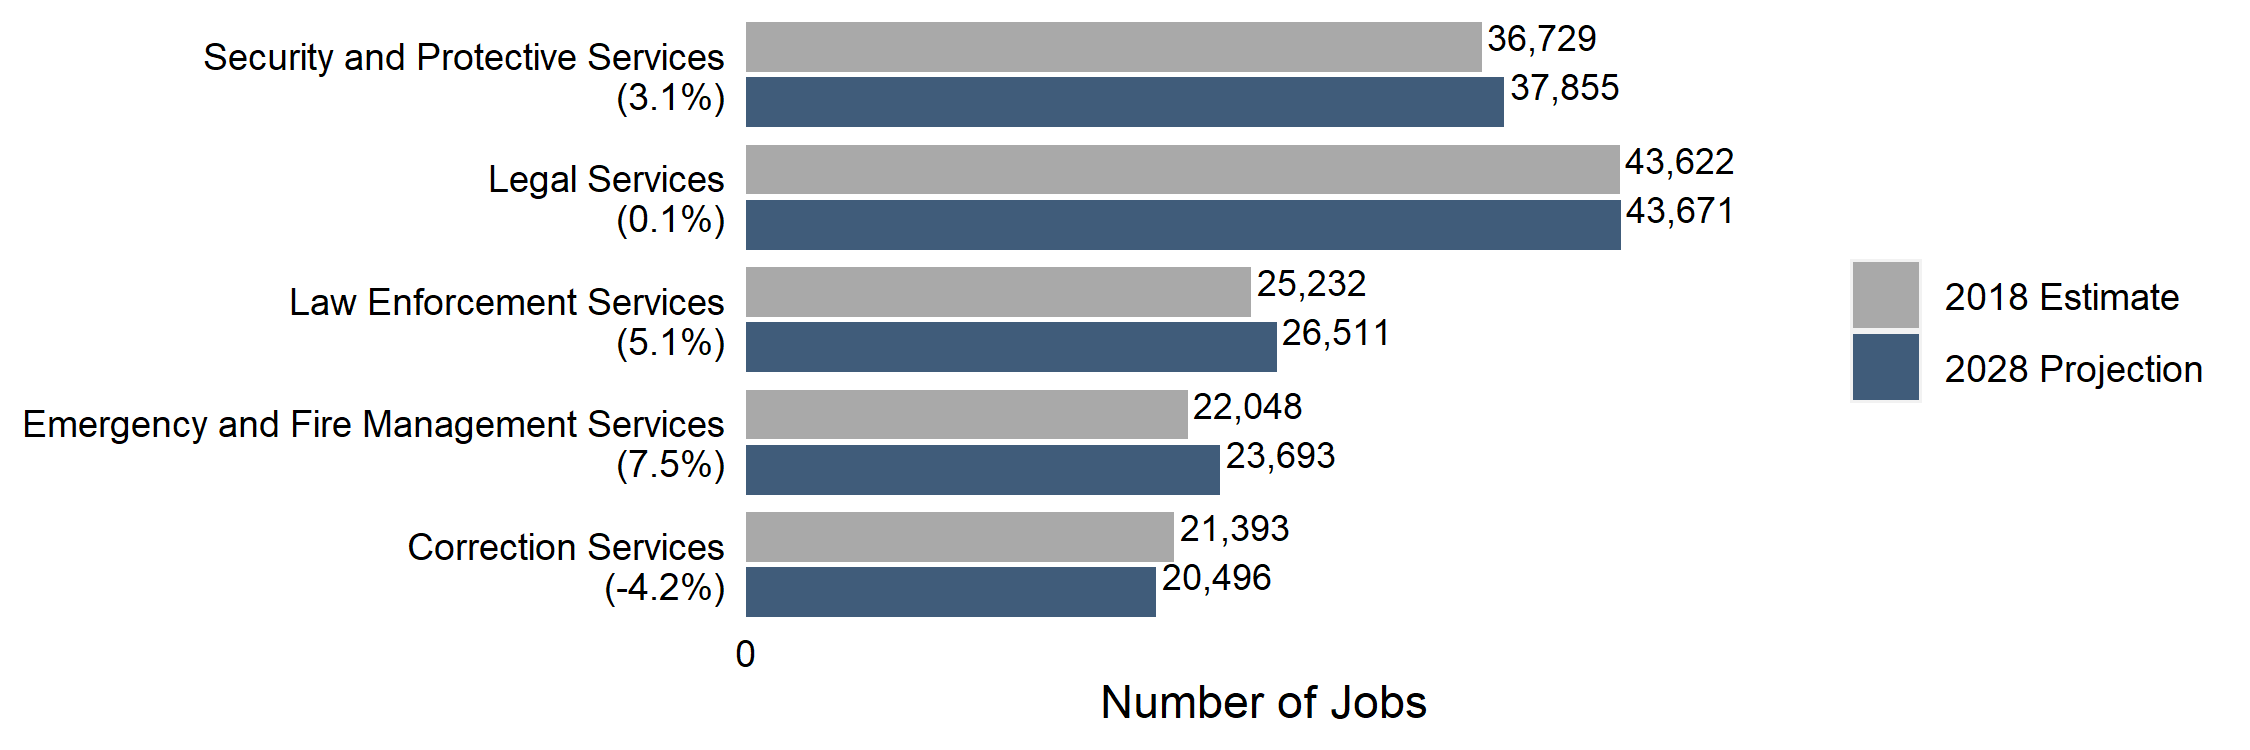 Security and Protective Services
(3.1%)
36,729
37,855
Legal Services
(0.1%)
43,622
43,671
Law Enforcement Services
(5.1%)
25,232
26,511
Emergency and Fire Management Services
(7.5%)
22,048
23,693
Correction Services
(-4.2%)
21,393
20,496
0
Number of Jobs
2018 Estimate
2028 Projection